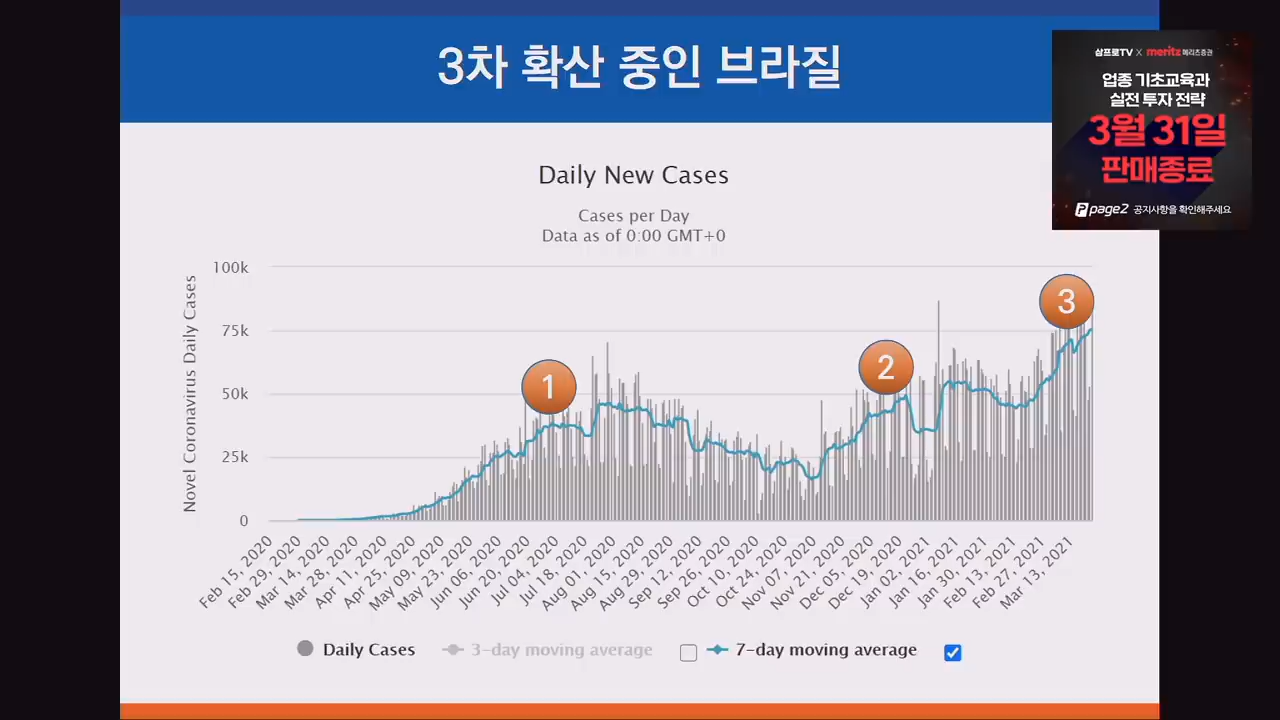 3차 확산 중인 브라질
삼프로TV X meritz 메리츠증권
업종 기초교육과
실전 투자 전략
3월 31일
판매종료
page2 공지사항을 확인해주세요
Daily New Cases
Cases per Day
Data as of 0:00 GMT+0
Novel Coronavirus Daily Cases
100k
75k
50k
25k
0
1
2
3
Feb 15, 2020
Feb 29, 2020
Mar 14, 2020
Mar 28, 2020
Apr 11, 2020
Apr 25, 2020
May 09, 2020
May 23, 2020
Jun 06, 2020
Jun 20, 2020
Jul 04, 2020
Jul 18, 2020
Aug 01, 2020
Aug 15, 2020
Aug 29, 2020
Sep 12, 2020
Sep 26, 2020
Oct 10, 2020
Oct 24, 2020
Nov 07, 2020
Nov 21, 2020
Dec 05, 2020
Dec 19, 2020
Jan 02, 2021
Jan 16, 2021
Jan 30, 2021
Feb 13, 2021
Feb 27, 2021
Mar 13, 2021
Daily Cases
3-day moving average
7-day moving average